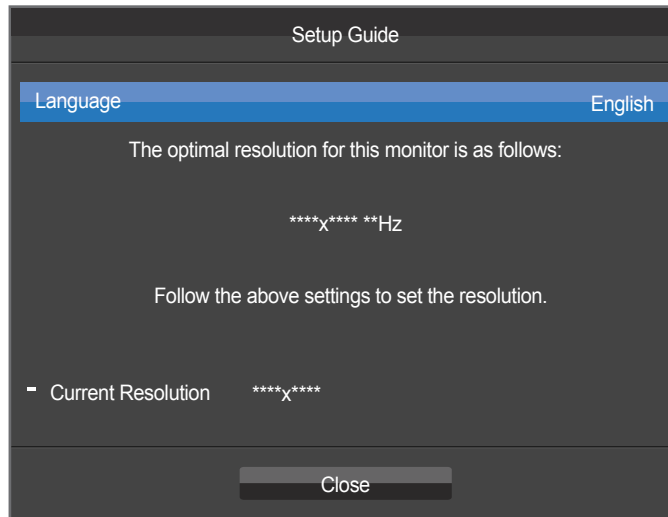 Setup Guide
Language English
The optimal resolution for this monitor is as follows:
****x**** **Hz
Follow the above settings to set the resolution.
- Current Resolution ****x****
Close